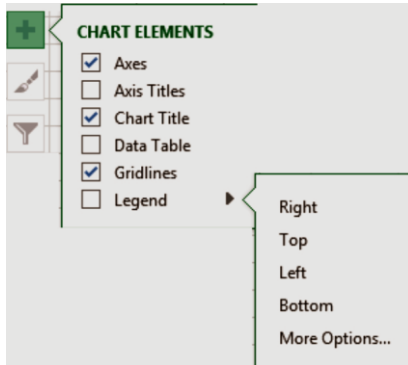 CHART ELEMENTS
Axes
Axis Titles
Chart Title
Data Table
Gridlines
Legend
Right
Top
Left
Bottom
More Options...